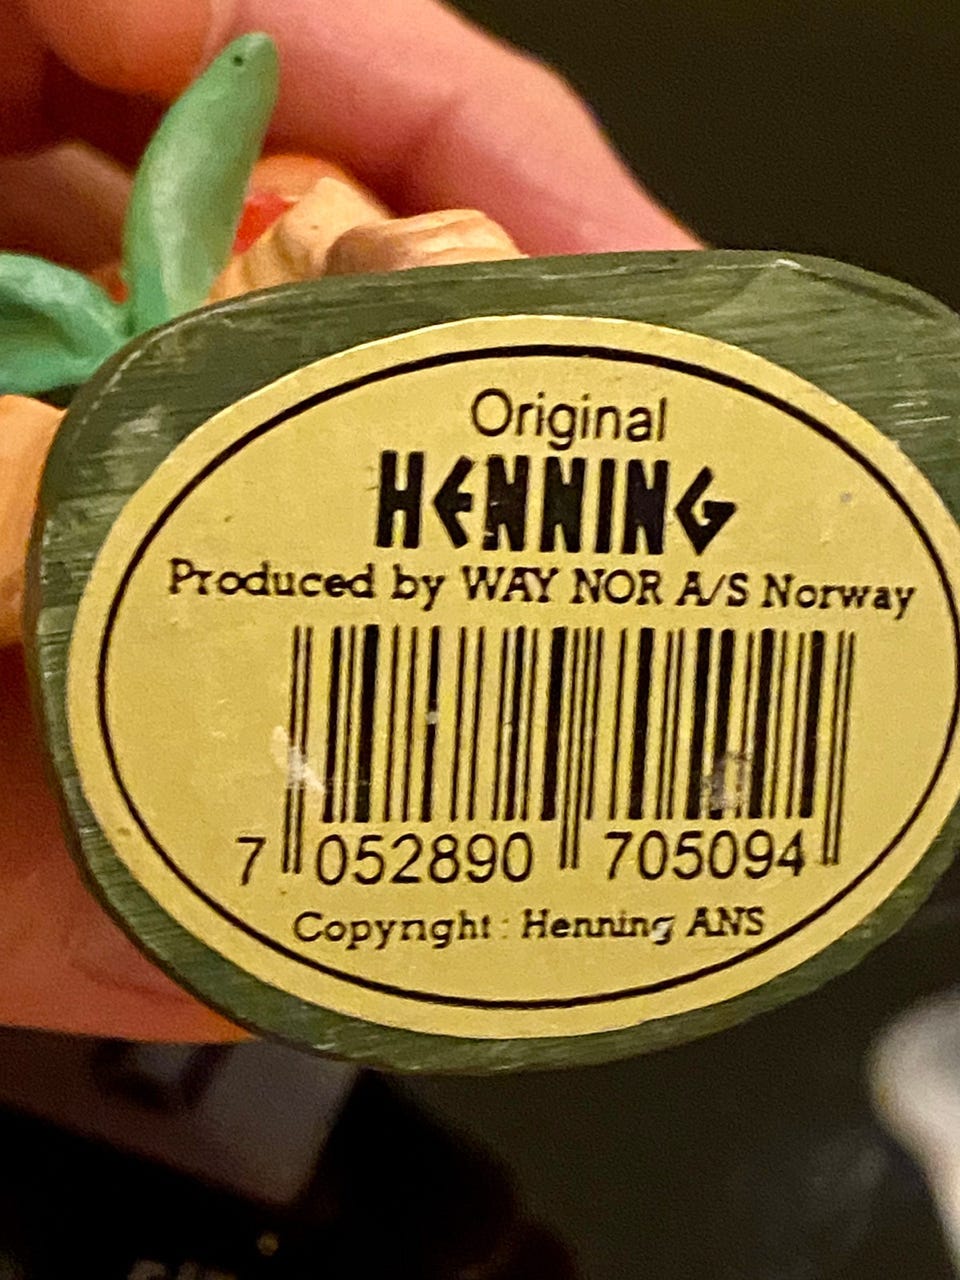 Original
HENNING
Produced by WAY NOR A/S Norway
7 052890 705094
Copyright : Henning ANS